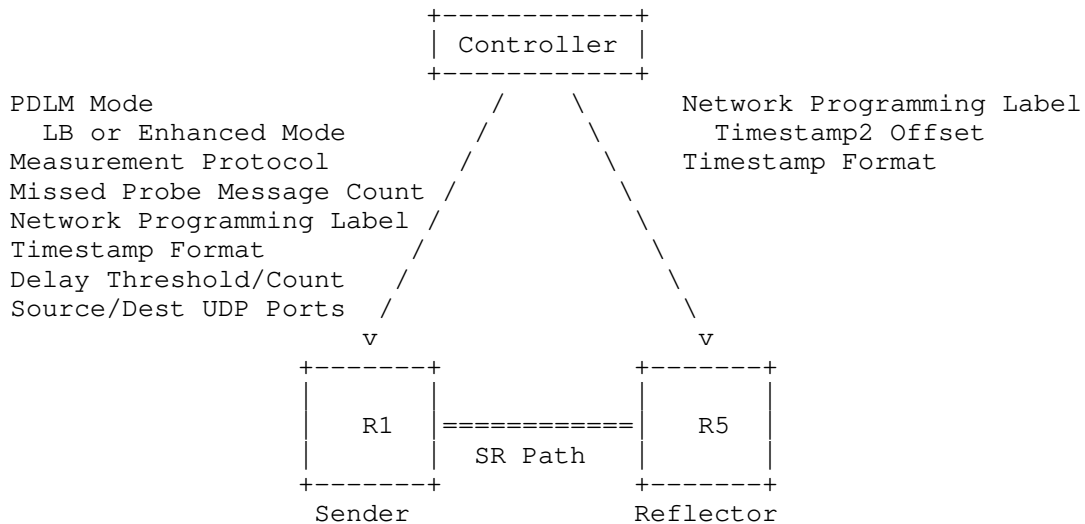 Controller
PDLM Mode
LB or Enhanced Mode
Measurement Protocol
Missed Probe Message Count
Network Programming Label
Timestamp Format
Delay Threshold/Count
Source/Dest UDP Ports
Network Programming Label
Timestamp2 Offset
Timestamp Format
v
v
R1
R5
SR Path
Sender
Reflector